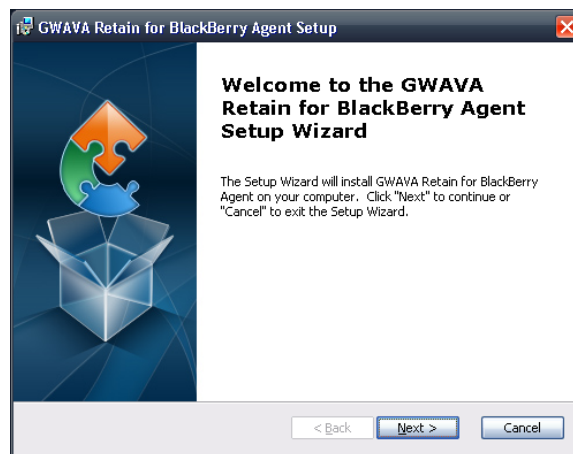 GWAVA Retain for BlackBerry Agent Setup
Welcome to the GWAVA
Retain for BlackBerry Agent
Setup Wizard
The Setup Wizard will install GWAVA Retain for BlackBerry
Agent on your computer. Click "Next" to continue or
"Cancel" to exit the Setup Wizard.
< Back
Next >
Cancel